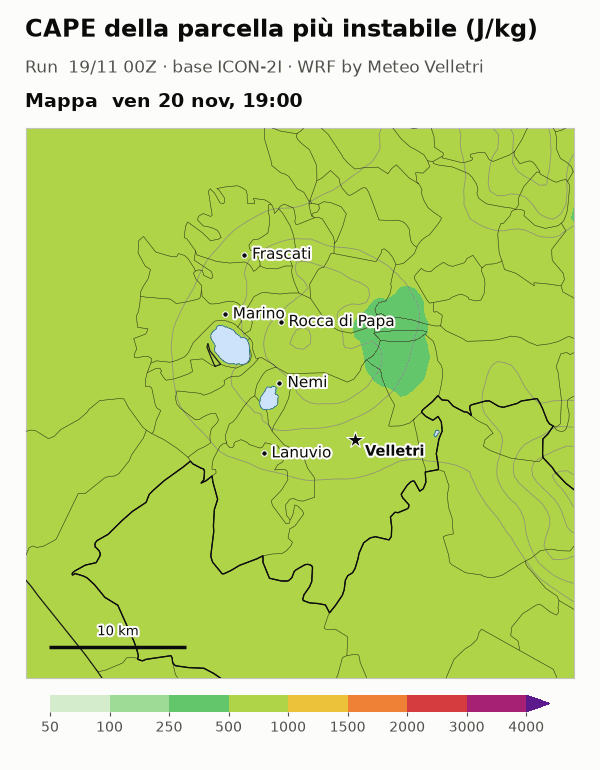 CAPE della parcella più instabile (J/kg)
Run  19/11 00Z · base ICON-2I · WRF by Meteo Velletri
Mappa  ven 20 nov, 19:00
Frascati
Marino
Rocca di Papa
Nemi
Velletri
Lanuvio
10 km
50 100 250 500 1000 1500 2000 3000 4000